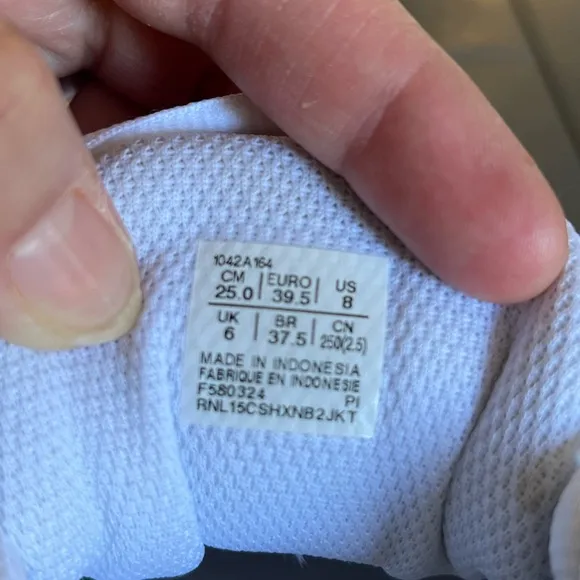 1042A164
CM 25.0 | EURO 39.5 | US 8
UK 6 | BR 37.5 | CN 250(2.5)
MADE IN INDONESIA
FABRIQUE EN INDONESIE
F580324 PI
RNL15CSHXNB2JKT